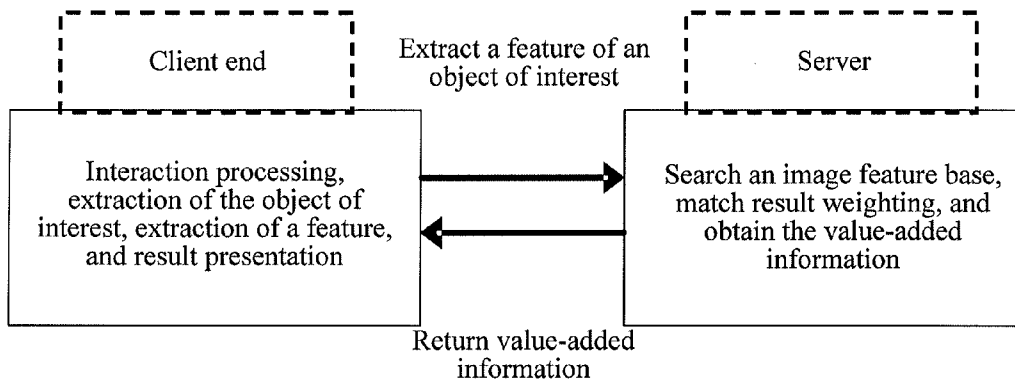 Client end
Extract a feature of an
object of interest
Server
Interaction processing,
extraction of the object of
interest, extraction of a feature,
and result presentation
Search an image feature base,
match result weighting, and
obtain the value-added
information
Return value-added
information